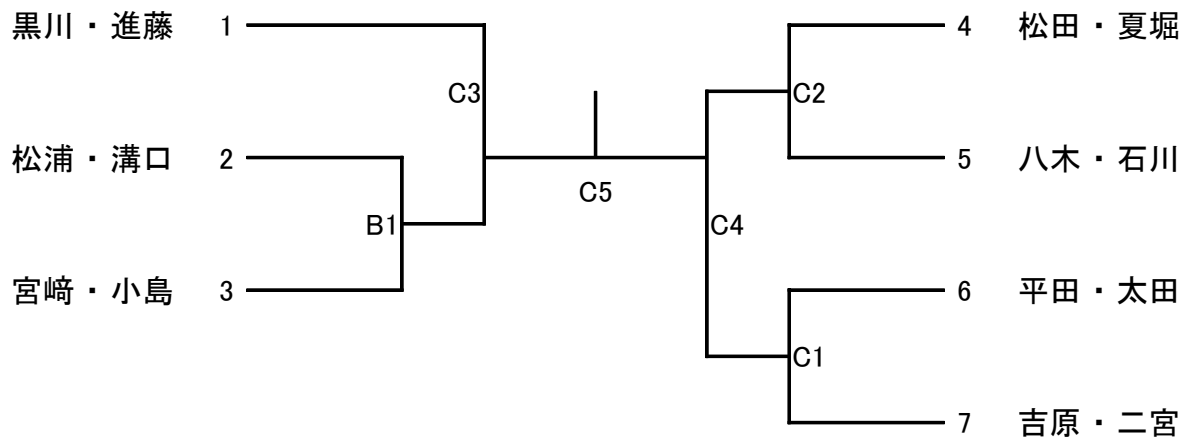 黒川・進藤 1
4 松田・夏堀
C3
C2
松浦・溝口 2
5 八木・石川
C5
B1
C4
宮﨑・小島 3
6 平田・太田
C1
7 吉原・二宮